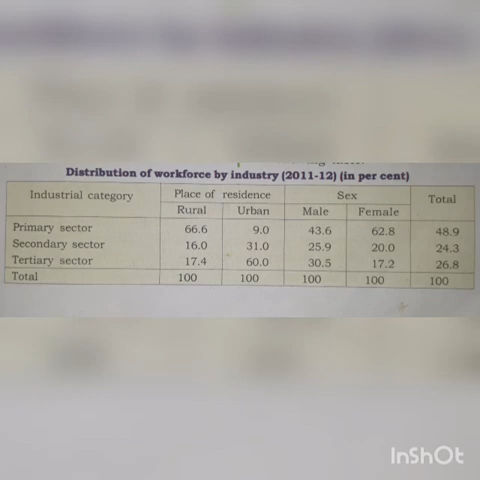 Distribution of workforce by industry (2011-12) (in per cent)
Industrial category Place of residence Sex Total
Rural Urban Male Female
Primary sector 66.6 9.0 43.6 62.8 48.9
Secondary sector 16.0 31.0 25.9 20.0 24.3
Tertiary sector 17.4 60.0 30.5 17.2 26.8
Total 100 100 100 100 100
InShOt